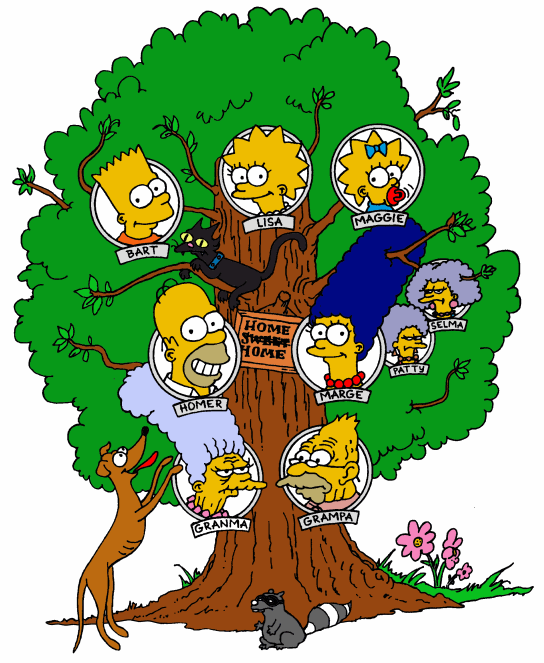 BART
LISA
MAGGIE
SELMA
HOME
SWEET
HOME
PATTY
HOMER
MARGE
GRANMA
GRAMPA